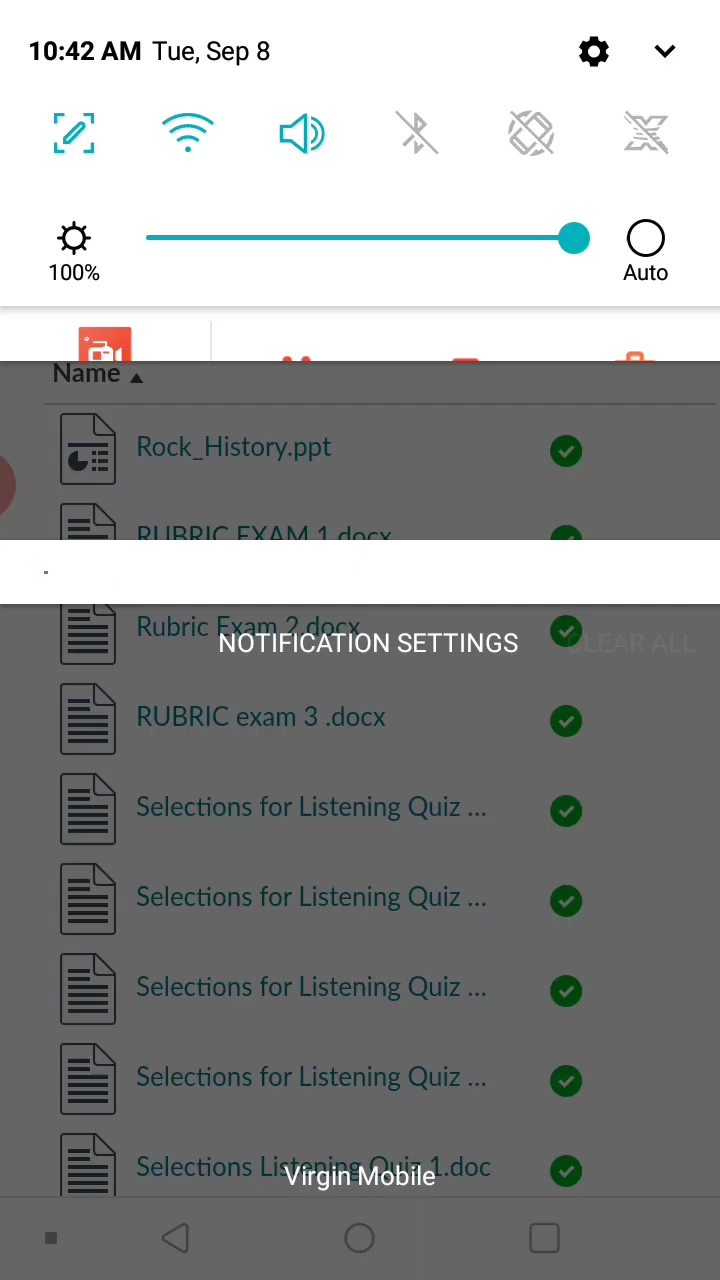 10:42 AM Tue, Sep 8
100%
Auto
Name
Rock_History.ppt
RUBRIC EXAM 1.docx
Rubric Exam 2.docx
NOTIFICATION SETTINGS
CLEAR ALL
RUBRIC exam 3 .docx
Selections for Listening Quiz ...
Selections for Listening Quiz ...
Selections for Listening Quiz ...
Selections for Listening Quiz ...
Selections Listening Quiz 1.doc
Virgin Mobile